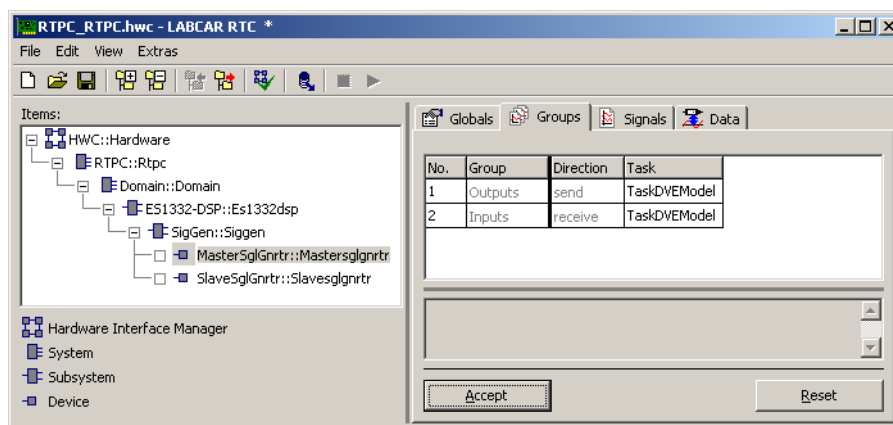 RTPC_RTPC.hwc - LABCAR RTC *
File Edit View Extras
Items:
HWC::Hardware
RTPC::Rtpc
Domain::Domain
ES1332-DSP::Es1332dsp
SigGen::Siggen
MasterSglGnrtr::Mastersglgnrtr
SlaveSglGnrtr::Slavesglgnrtr
Hardware Interface Manager
System
Subsystem
Device
Globals Groups Signals Data
No. Group Direction Task
1 Outputs send TaskDVEModel
2 Inputs receive TaskDVEModel
Accept Reset